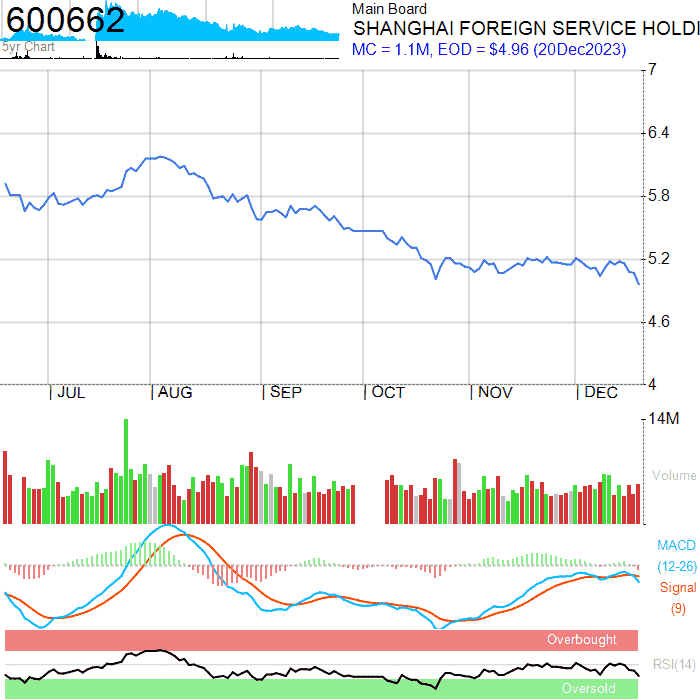 600662
5yr Chart
Main Board
SHANGHAI FOREIGN SERVICE HOLDI
MC = 1.1M, EOD = $4.96 (20Dec2023)
7
6.4
5.8
5.2
4.6
4
JUL
AUG
SEP
OCT
NOV
DEC
14M
Volume
MACD
(12-26)
Signal
(9)
Overbought
RSI(14)
Oversold